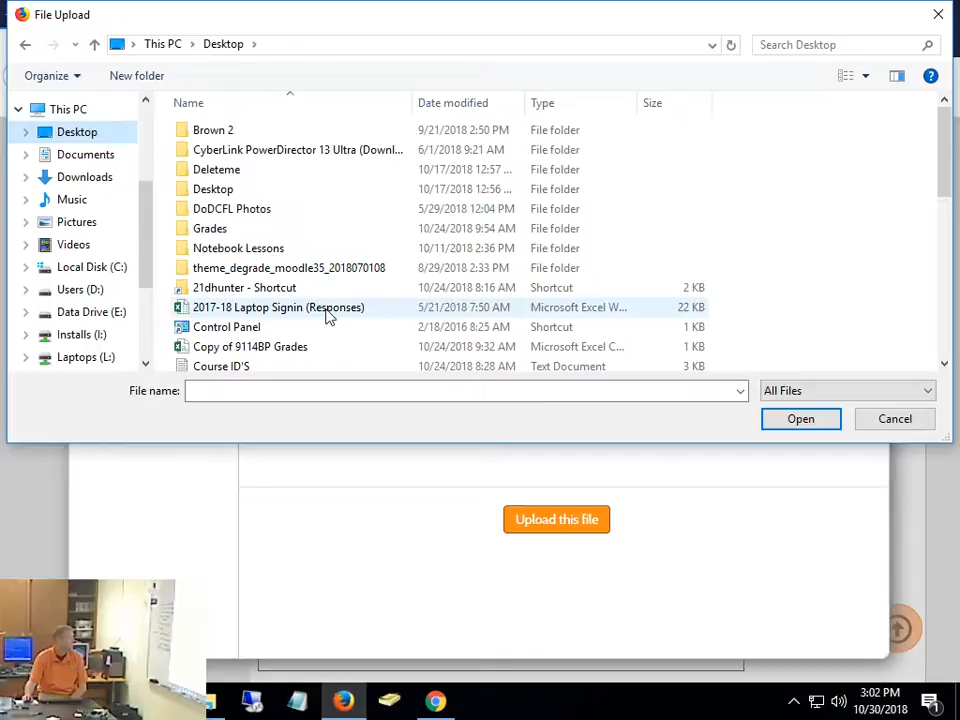 File Upload
This PC > Desktop >
Search Desktop
Organize
New folder
Name
Date modified
Type
Size
This PC
Desktop
Documents
Downloads
Music
Pictures
Videos
Local Disk (C:)
Users (D:)
Data Drive (E:)
Installs (I:)
Laptops (L:)
Brown 2 9/21/2018 2:50 PM File folder
CyberLink PowerDirector 13 Ultra (Downl... 6/1/2018 9:21 AM File folder
Deleteme 10/17/2018 12:57 ... File folder
Desktop 10/17/2018 12:56 ... File folder
DoDCFL Photos 5/29/2018 12:04 PM File folder
Grades 10/24/2018 9:54 AM File folder
Notebook Lessons 10/11/2018 2:36 PM File folder
theme_degrade_moodle35_2018070108 8/29/2018 2:33 PM File folder
21dhunter - Shortcut 10/24/2018 8:16 AM Shortcut 2 KB
2017-18 Laptop Signin (Responses) 5/21/2018 7:50 AM Microsoft Excel W... 22 KB
Control Panel 2/18/2016 8:25 AM Shortcut 1 KB
Copy of 9114BP Grades 10/24/2018 9:32 AM Microsoft Excel C... 1 KB
Course ID'S 10/24/2018 8:28 AM Text Document 3 KB
File name:
All Files
Open
Cancel
Upload this file
3:02 PM
10/30/2018
1